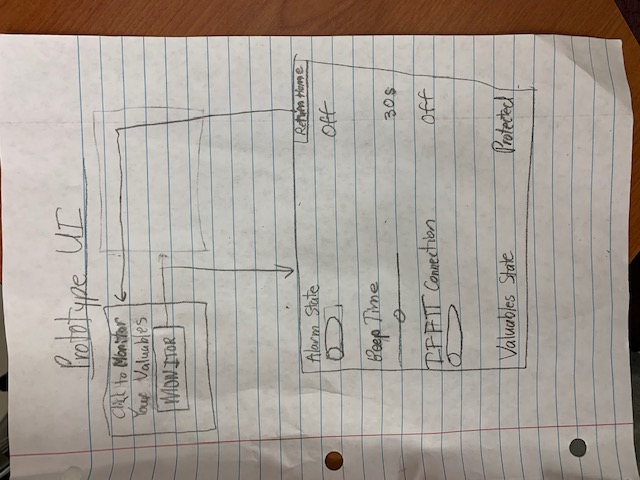 Prototype UI
Click to Monitor
Your Valuables
MONITOR
Return Home
Alarm State
Off
Beep Time
30s
IFFTT Connection
Off
Valuables State
Protected